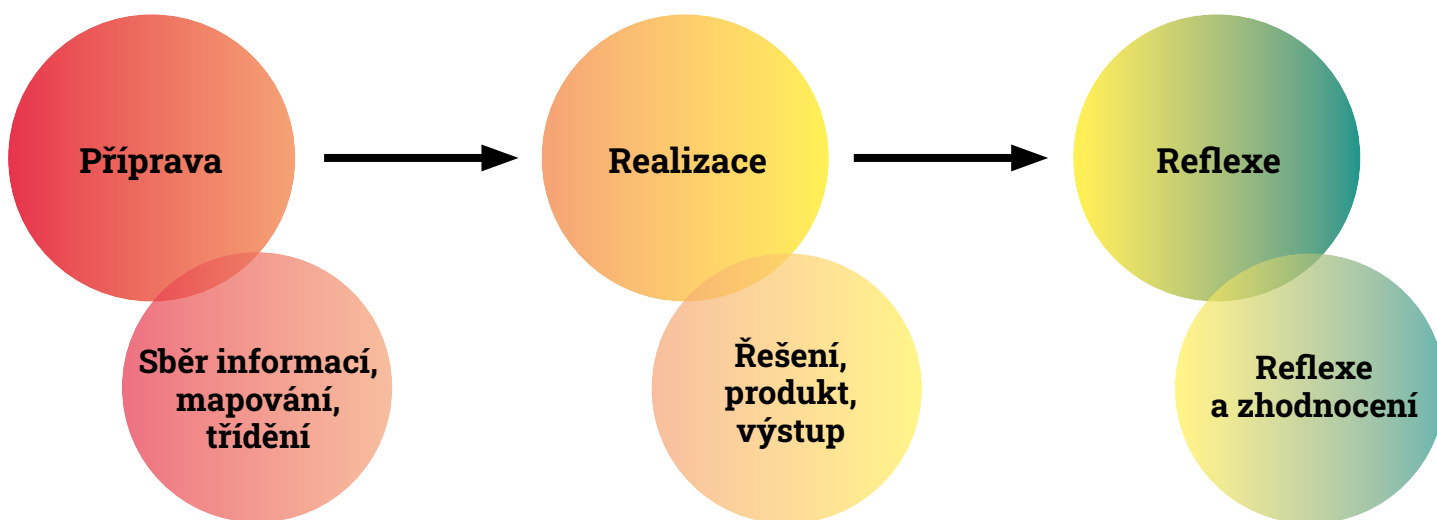 Příprava
Realizace
Reflexe
Sběr informací,
mapování,
třídění
Řešení,
produkt,
výstup
Reflexe
a zhodnocení